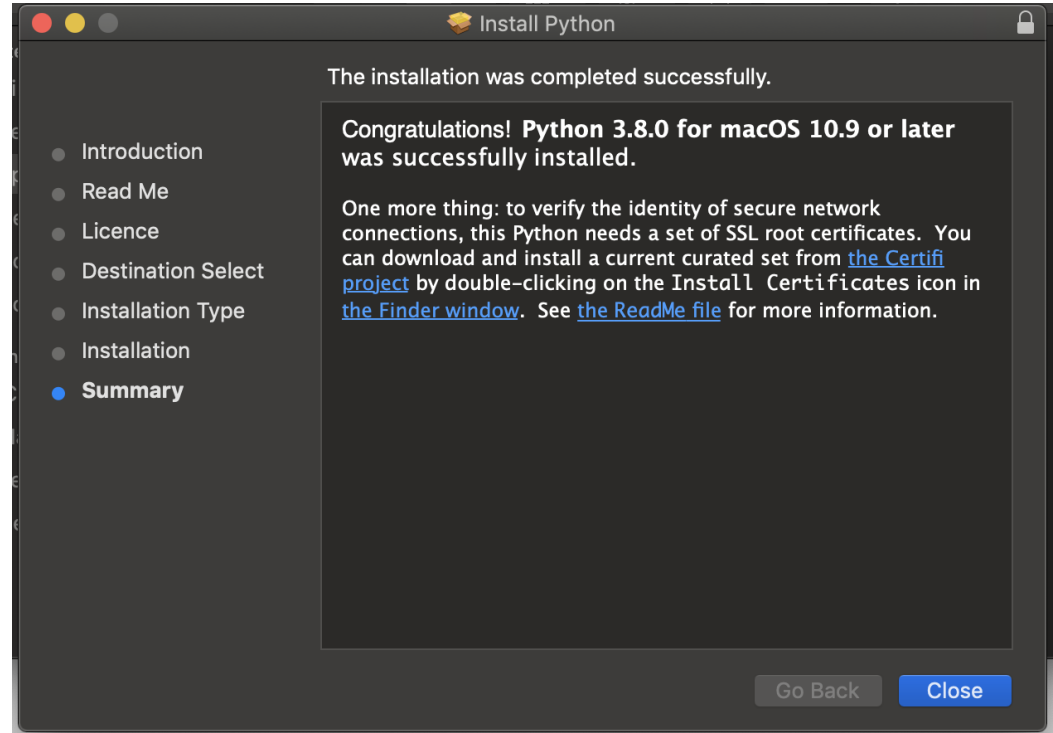 Install Python
The installation was completed successfully.
Introduction
Read Me
Licence
Destination Select
Installation Type
Installation
Summary
Congratulations! Python 3.8.0 for macOS 10.9 or later
was successfully installed.
One more thing: to verify the identity of secure network
connections, this Python needs a set of SSL root certificates.  You
can download and install a current curated set from the Certifi
project by double-clicking on the Install Certificates icon in
the Finder window.  See the ReadMe file for more information.
Go Back
Close